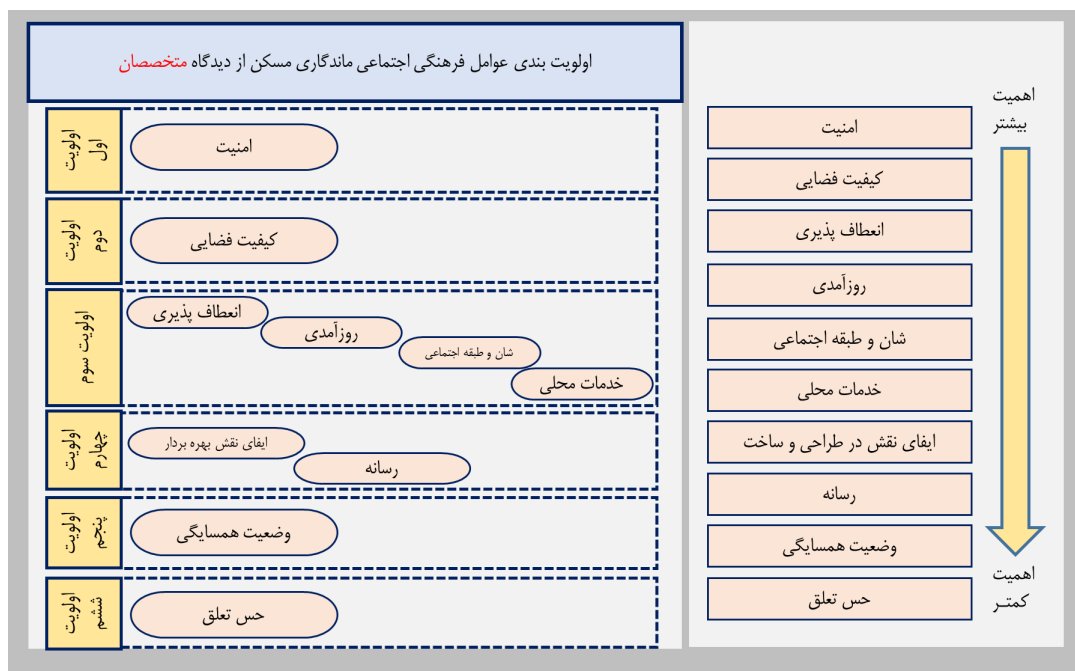 اولویت بندی عوامل فرهنگی اجتماعی ماندگاری مسکن از دیدگاه متخصصان
اهمیت
بیشتر
امنیت
کیفیت فضایی
انعطاف پذیری
روزآمدی
شان و طبقه اجتماعی
خدمات محلی
ایفای نقش در طراحی و ساخت
رسانه
وضعیت همسایگی
حس تعلق
اهمیت
کمتـر
اولویت
اول
امنیت
اولویت
دوم
کیفیت فضایی
اولویت سوم
انعطاف پذیری
روزآمدی
شان و طبقه اجتماعی
خدمات محلی
اولویت
چهارم
ایفای نقش بهره بردار
رسانه
اولویت
پنجم
وضعیت همسایگی
اولویت
ششم
حس تعلق